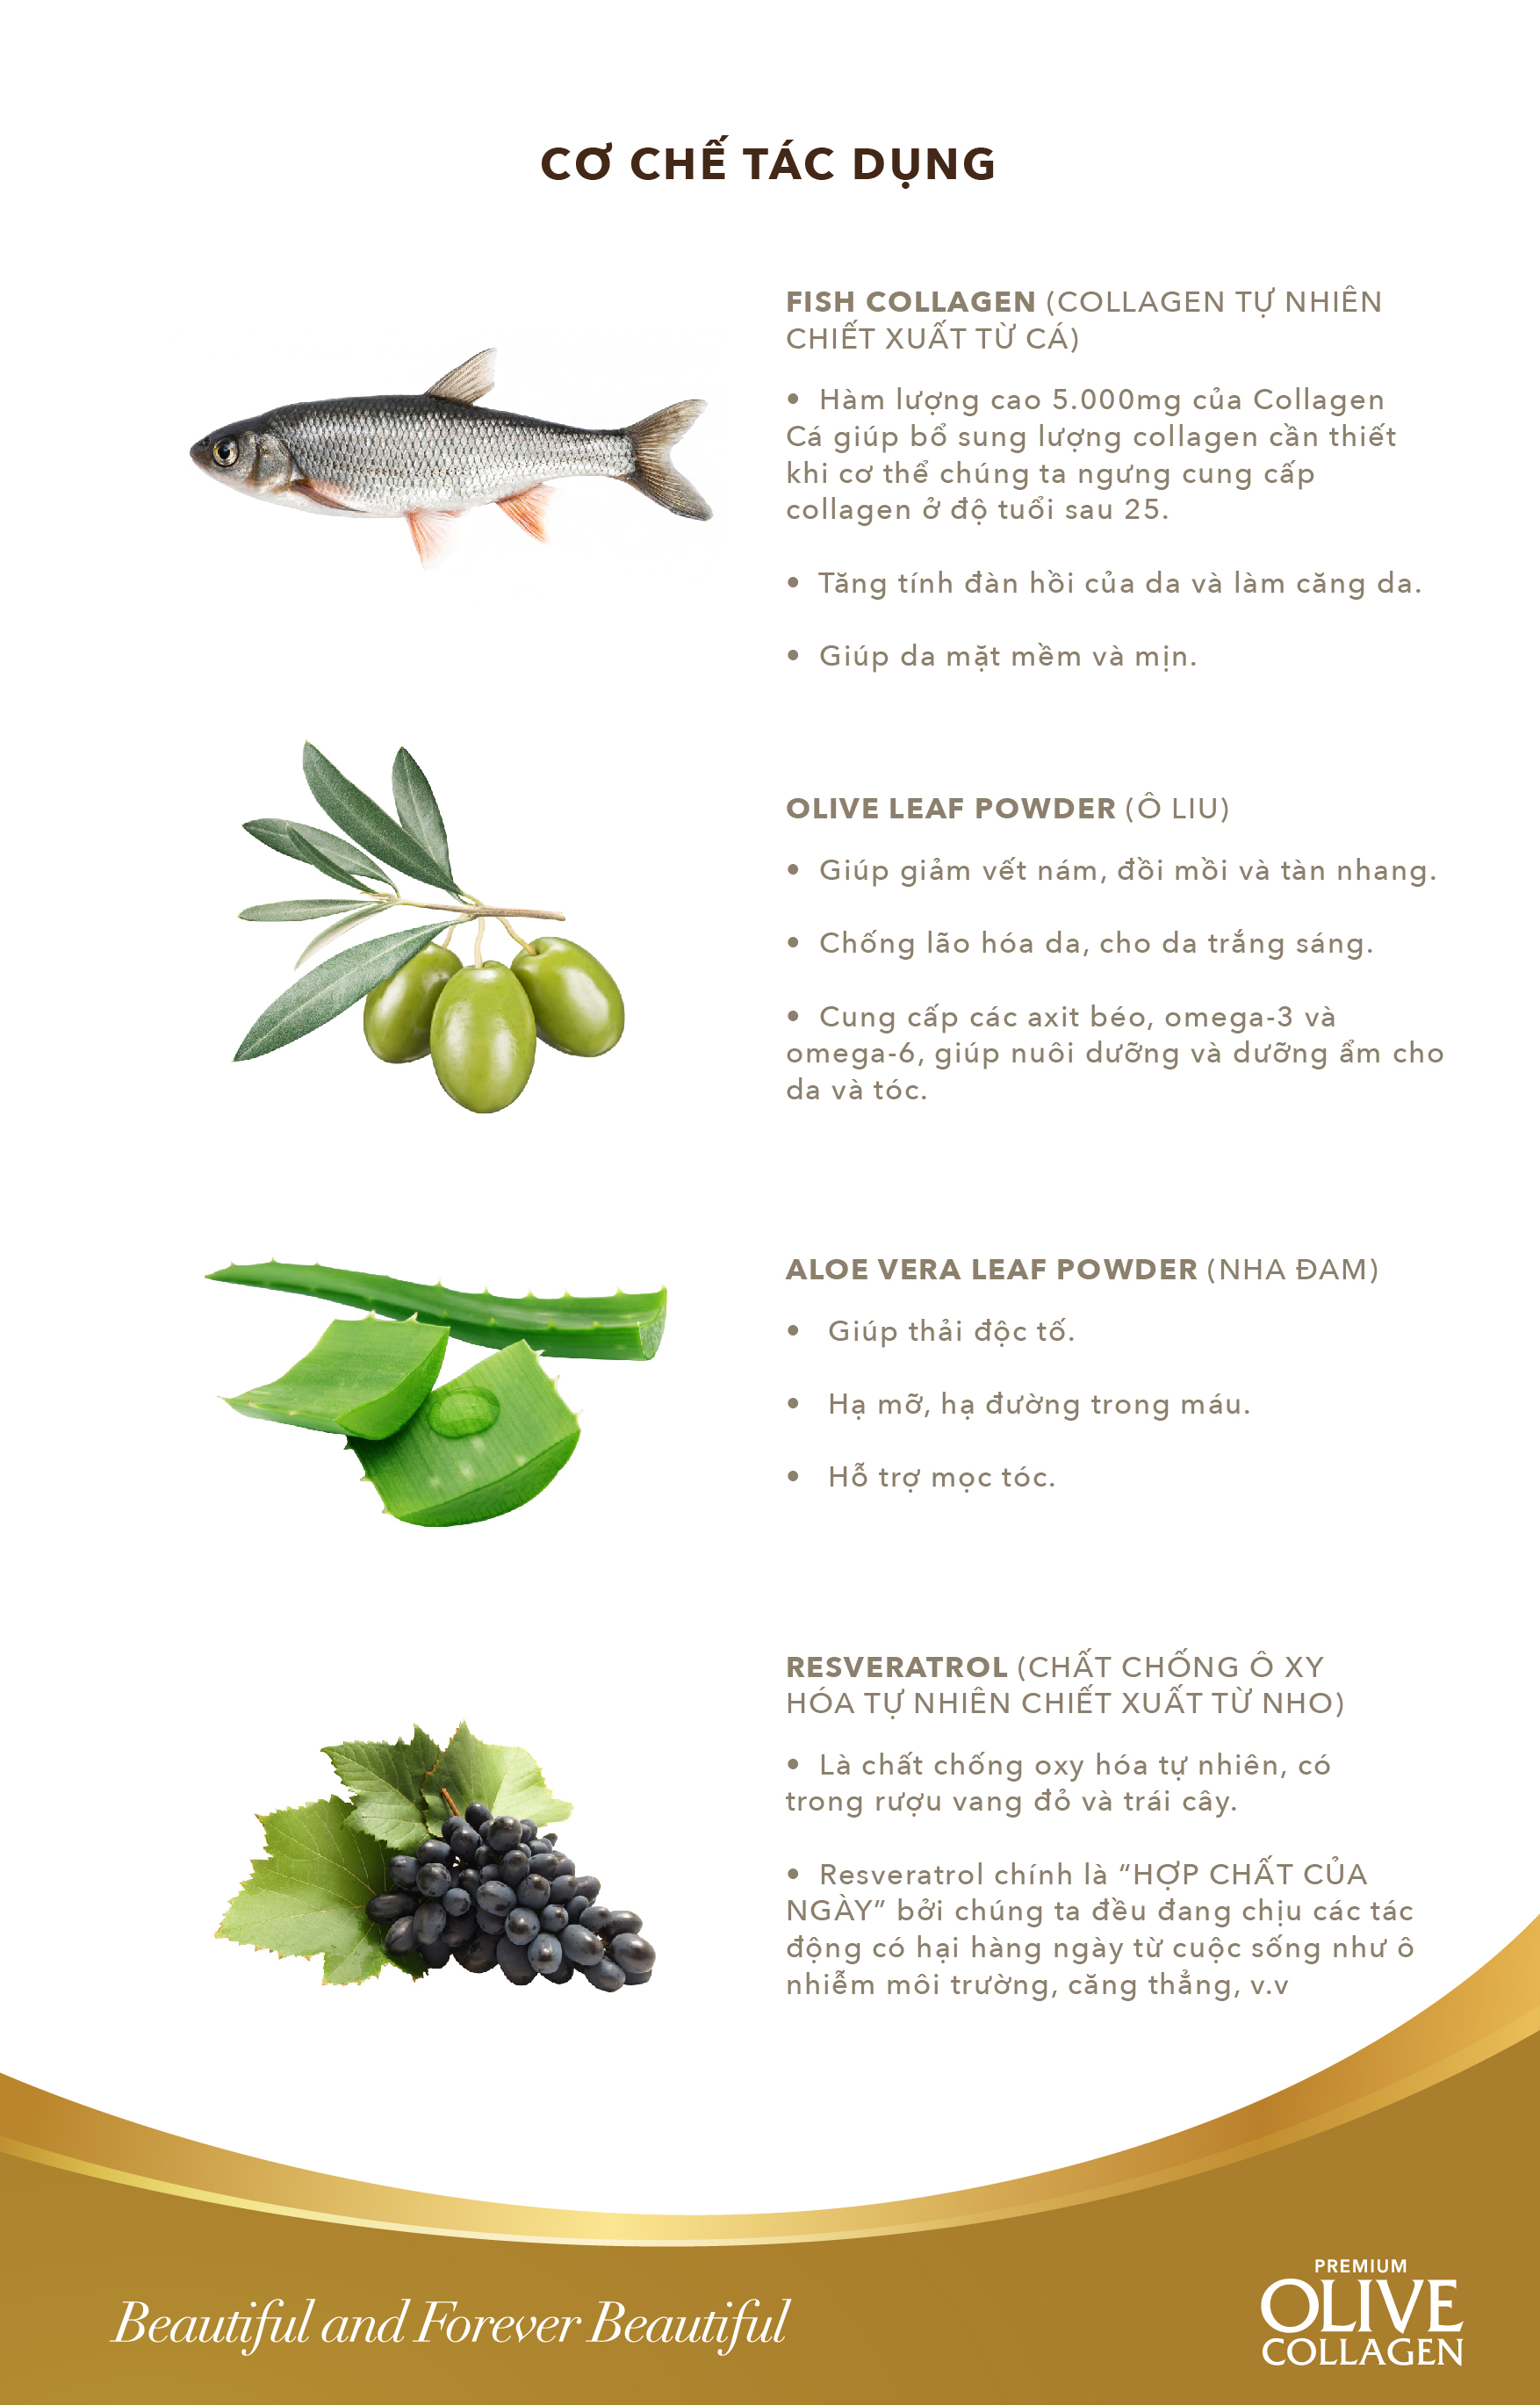 CƠ CHẾ TÁC DỤNG
FISH COLLAGEN (COLLAGEN TỰ NHIÊN
CHIẾT XUẤT TỪ CÁ)
• Hàm lượng cao 5.000mg của Collagen
Cá giúp bổ sung lượng collagen cần thiết
khi cơ thể chúng ta ngưng cung cấp
collagen ở độ tuổi sau 25.
• Tăng tính đàn hồi của da và làm căng da.
• Giúp da mặt mềm và mịn.
OLIVE LEAF POWDER (Ô LIU)
• Giúp giảm vết nám, đồi mồi và tàn nhang.
• Chống lão hóa da, cho da trắng sáng.
• Cung cấp các axit béo, omega-3 và
omega-6, giúp nuôi dưỡng và dưỡng ẩm cho
da và tóc.
ALOE VERA LEAF POWDER (NHA ĐAM)
• Giúp thải độc tố.
• Hạ mỡ, hạ đường trong máu.
• Hỗ trợ mọc tóc.
RESVERATROL (CHẤT CHỐNG Ô XY
HÓA TỰ NHIÊN CHIẾT XUẤT TỪ NHO)
• Là chất chống oxy hóa tự nhiên, có
trong rượu vang đỏ và trái cây.
• Resveratrol chính là “HỢP CHẤT CỦA
NGÀY” bởi chúng ta đều đang chịu các tác
động có hại hàng ngày từ cuộc sống như ô
nhiễm môi trường, căng thẳng, v.v
Beautiful and Forever Beautiful
PREMIUM
OLIVE
COLLAGEN